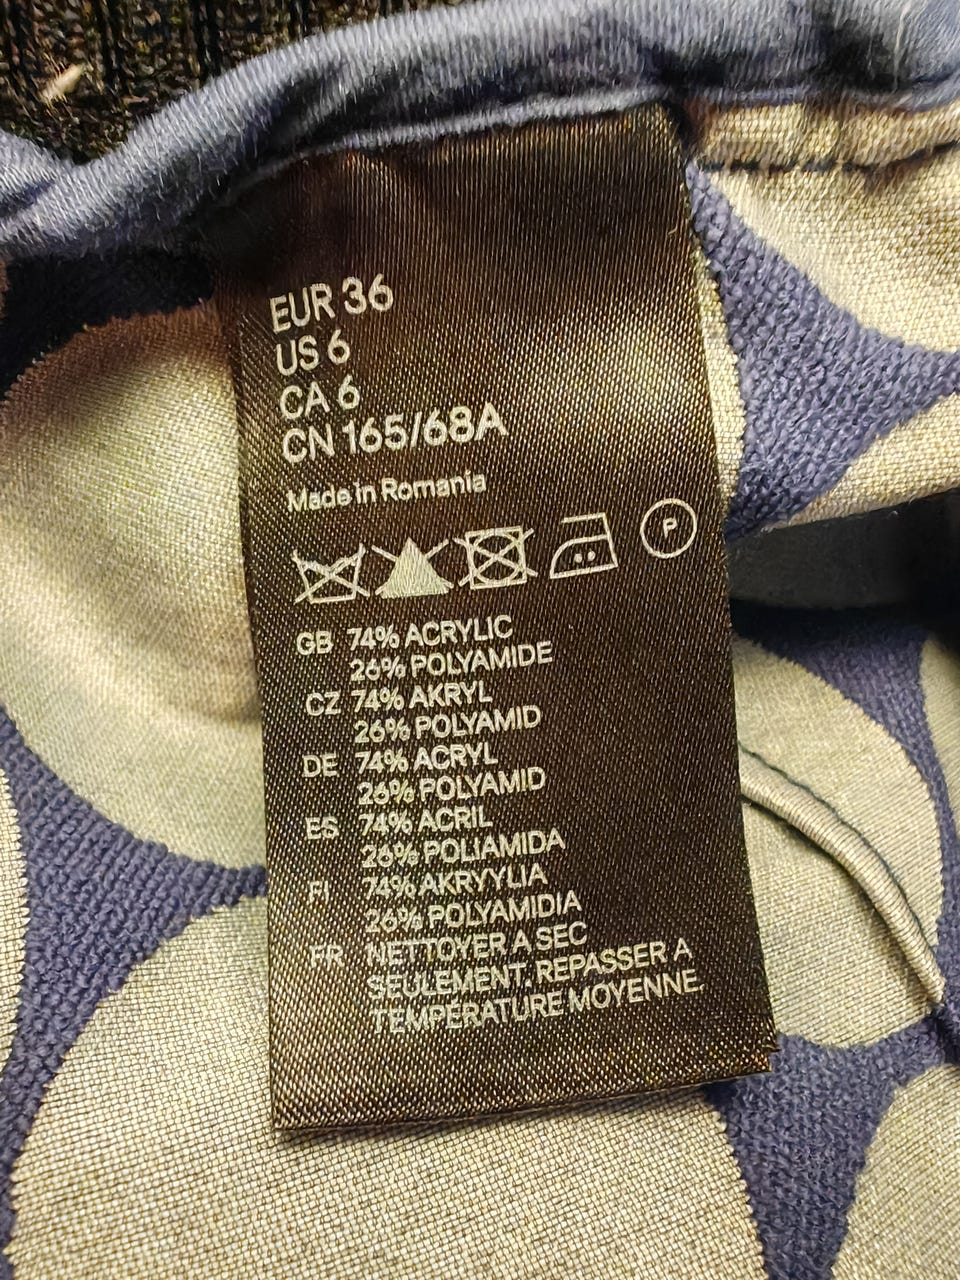 EUR 36
US 6
CA 6
CN 165/68A
Made in Romania
P
GB 74% ACRYLIC
26% POLYAMIDE
CZ 74% AKRYL
26% POLYAMID
DE 74% ACRYL
26% POLYAMID
ES 74% ACRIL
26% POLIAMIDA
FI 74% AKRYYLIA
26% POLYAMIDIA
FR NETTOYER A SEC
SEULEMENT. REPASSER A
TEMPÉRATURE MOYENNE.